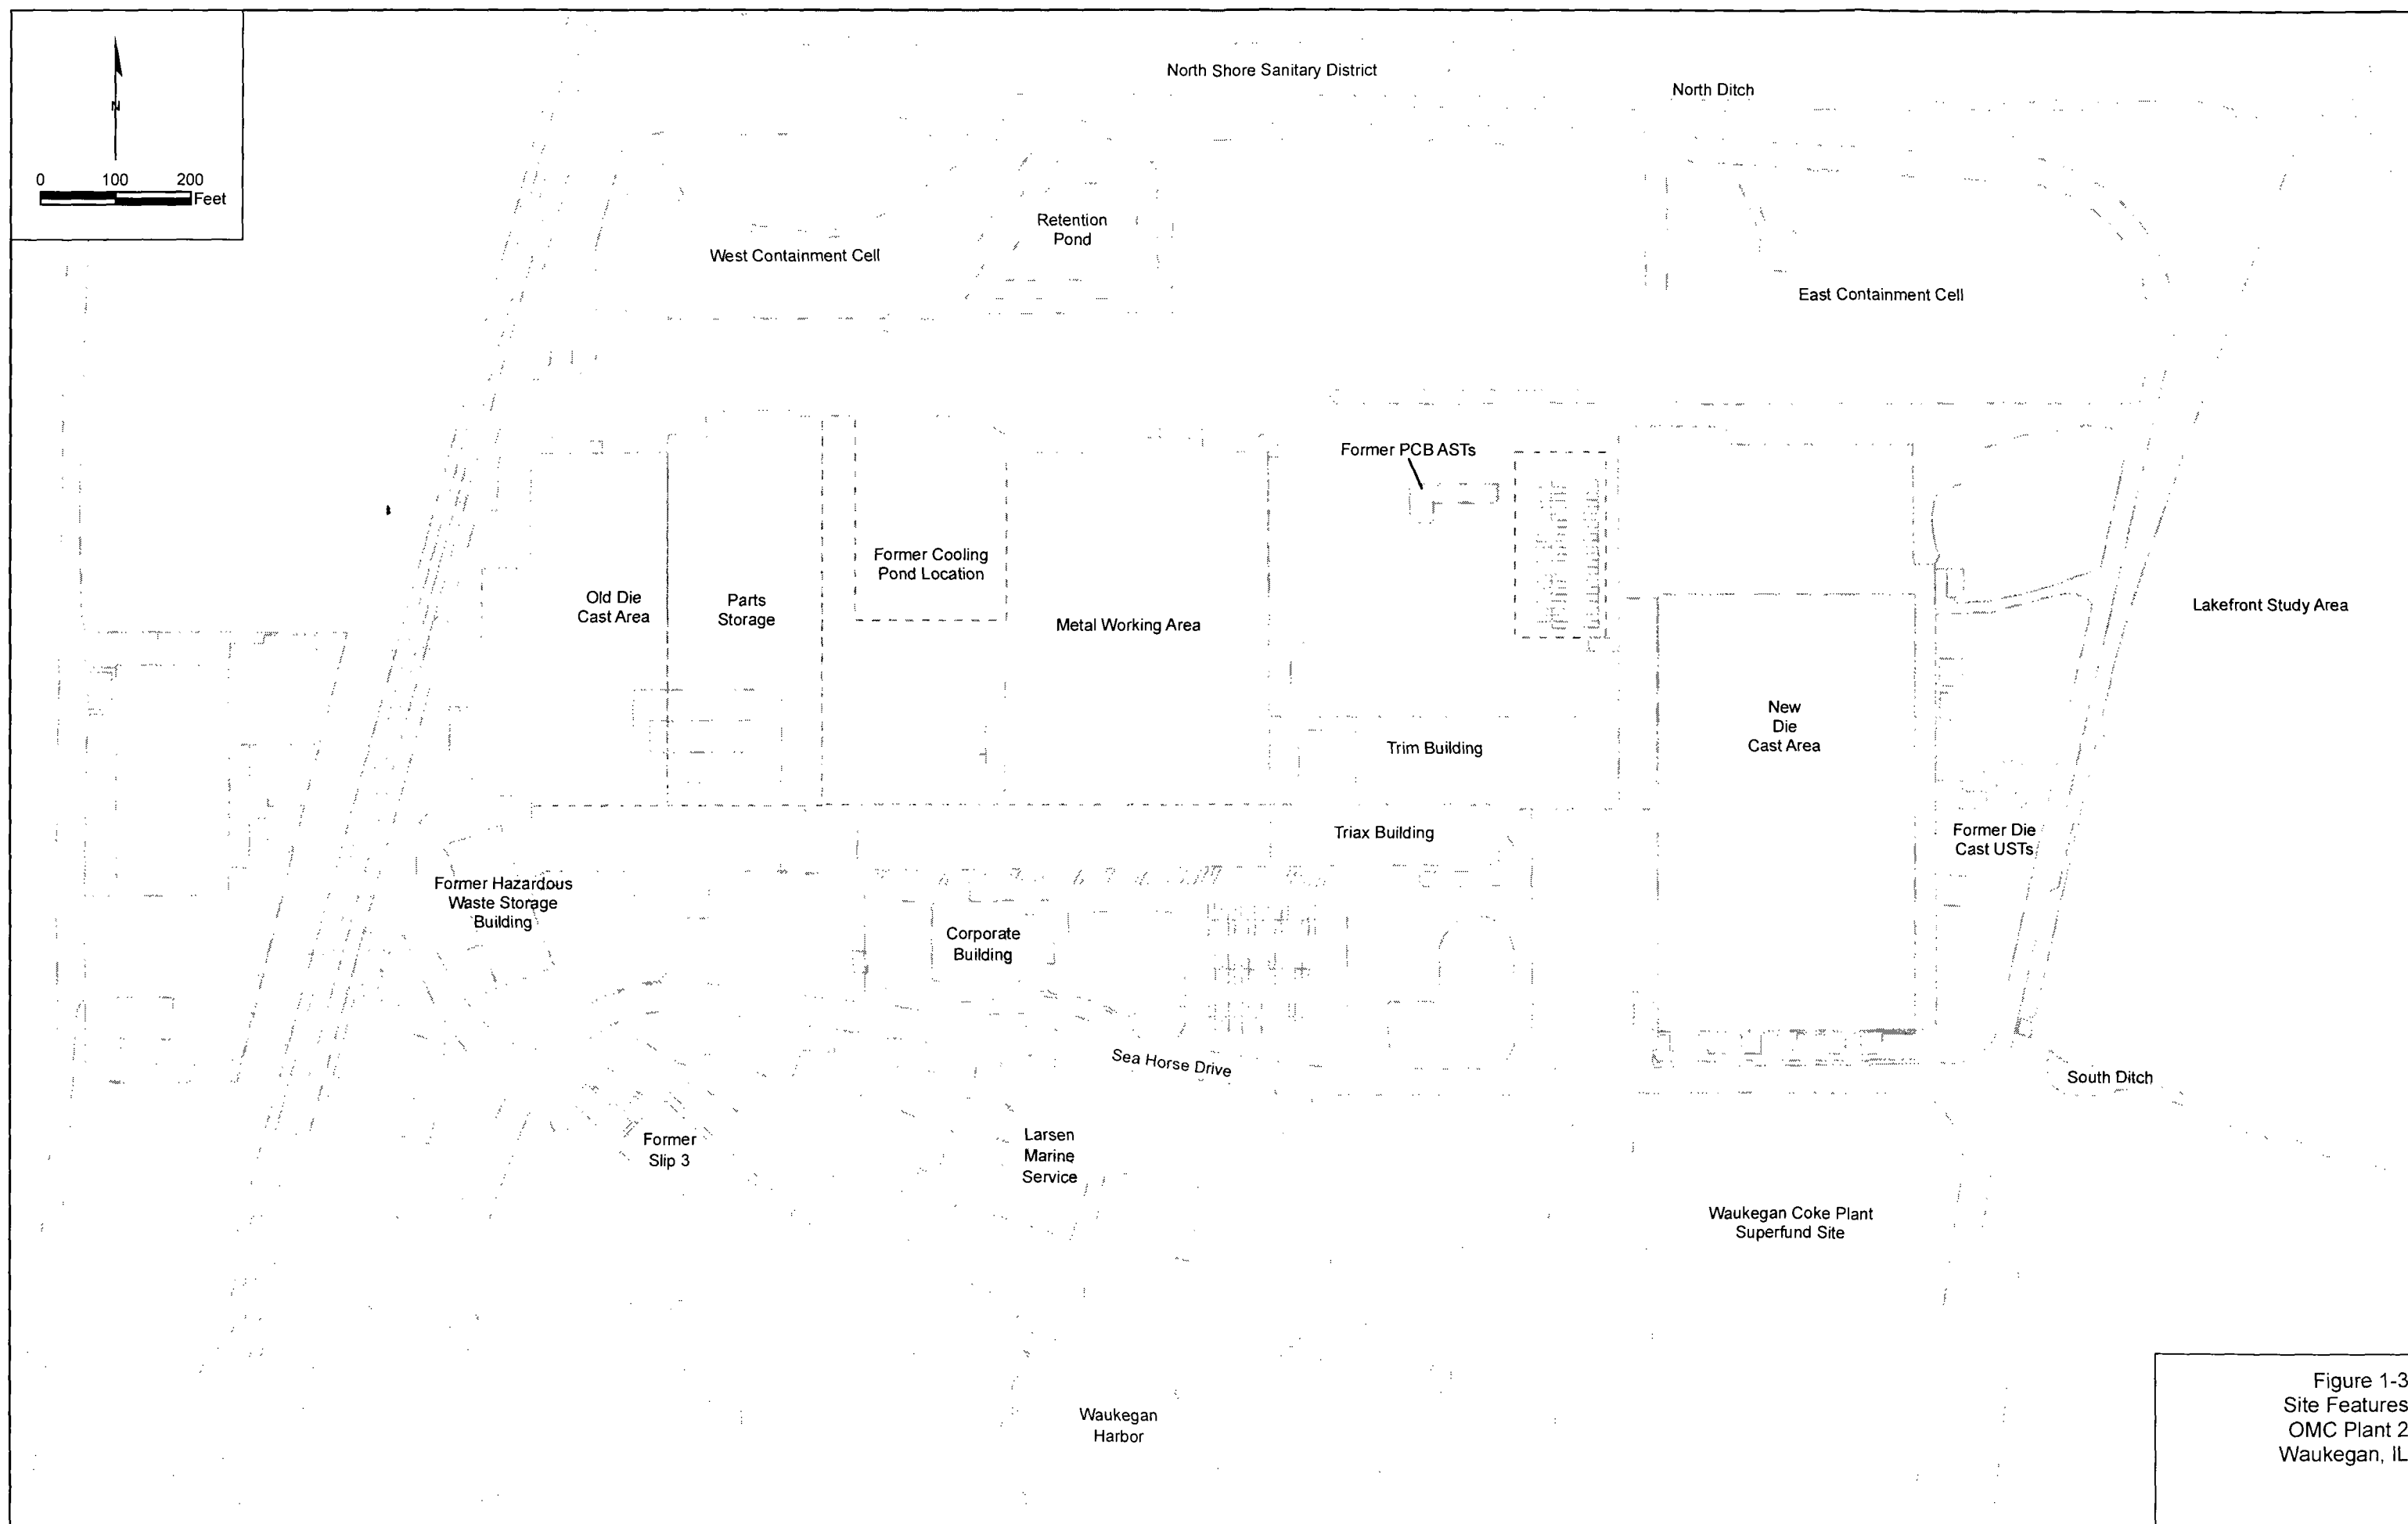 North Shore Sanitary District
North Ditch
N
0 100 200
Feet
Retention
Pond
West Containment Cell
East Containment Cell
Former PCB ASTs
Former Cooling
Pond Location
Old Die
Cast Area
Parts
Storage
Metal Working Area
Lakefront Study Area
New
Die
Cast Area
Trim Building
Triax Building
Former Die
Cast USTs
Former Hazardous
Waste Storage
Building
Corporate
Building
Sea Horse Drive
South Ditch
Former
Slip 3
Larsen
Marine
Service
Waukegan Coke Plant
Superfund Site
Waukegan
Harbor
Figure 1-3
Site Features
OMC Plant 2
Waukegan, IL